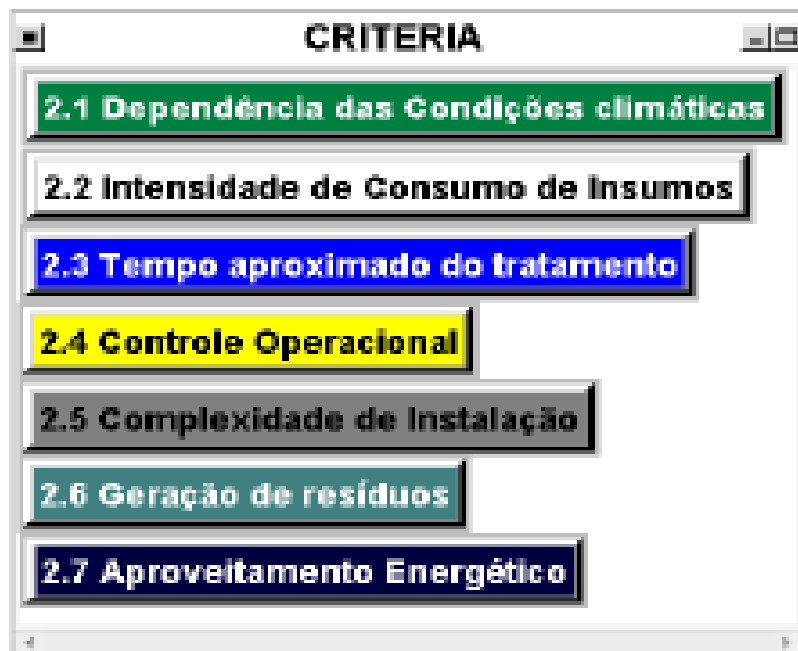 CRITERIA
2.1 Dependência das Condições climáticas
2.2 Intensidade de Consumo de Insumos
2.3 Tempo aproximado do tratamento
2.4 Controle Operacional
2.5 Complexidade de Instalação
2.6 Geração de resíduos
2.7 Aproveitamento Energético